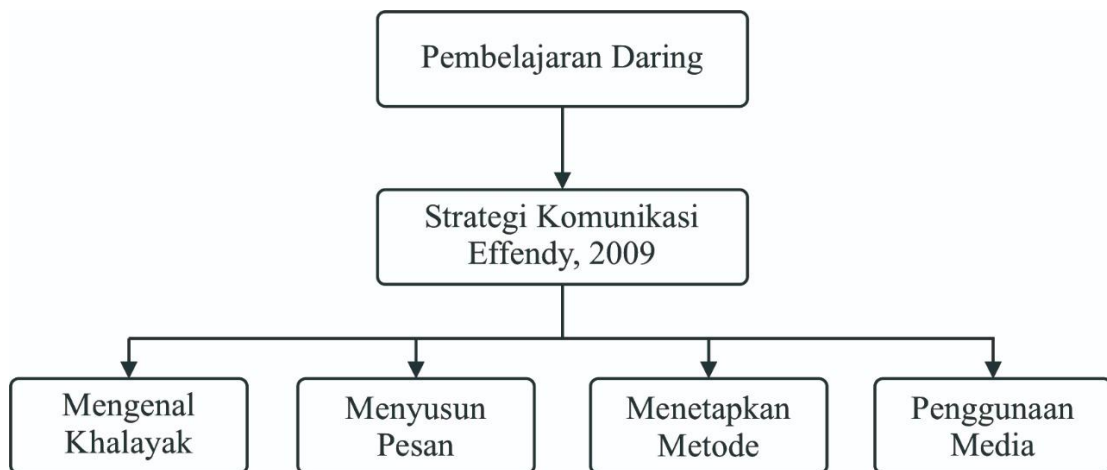 Pembelajaran Daring
Strategi Komunikasi
Effendy, 2009
Mengenal
Khalayak
Menyusun
Pesan
Menetapkan
Metode
Penggunaan
Media